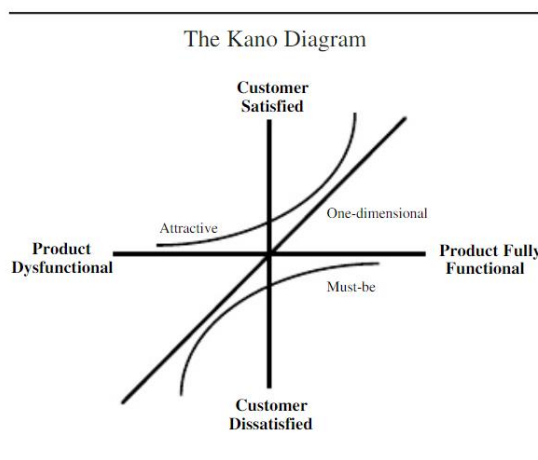 The Kano Diagram
Customer
Satisfied
Attractive
One-dimensional
Product
Dysfunctional
Product Fully
Functional
Must-be
Customer
Dissatisfied